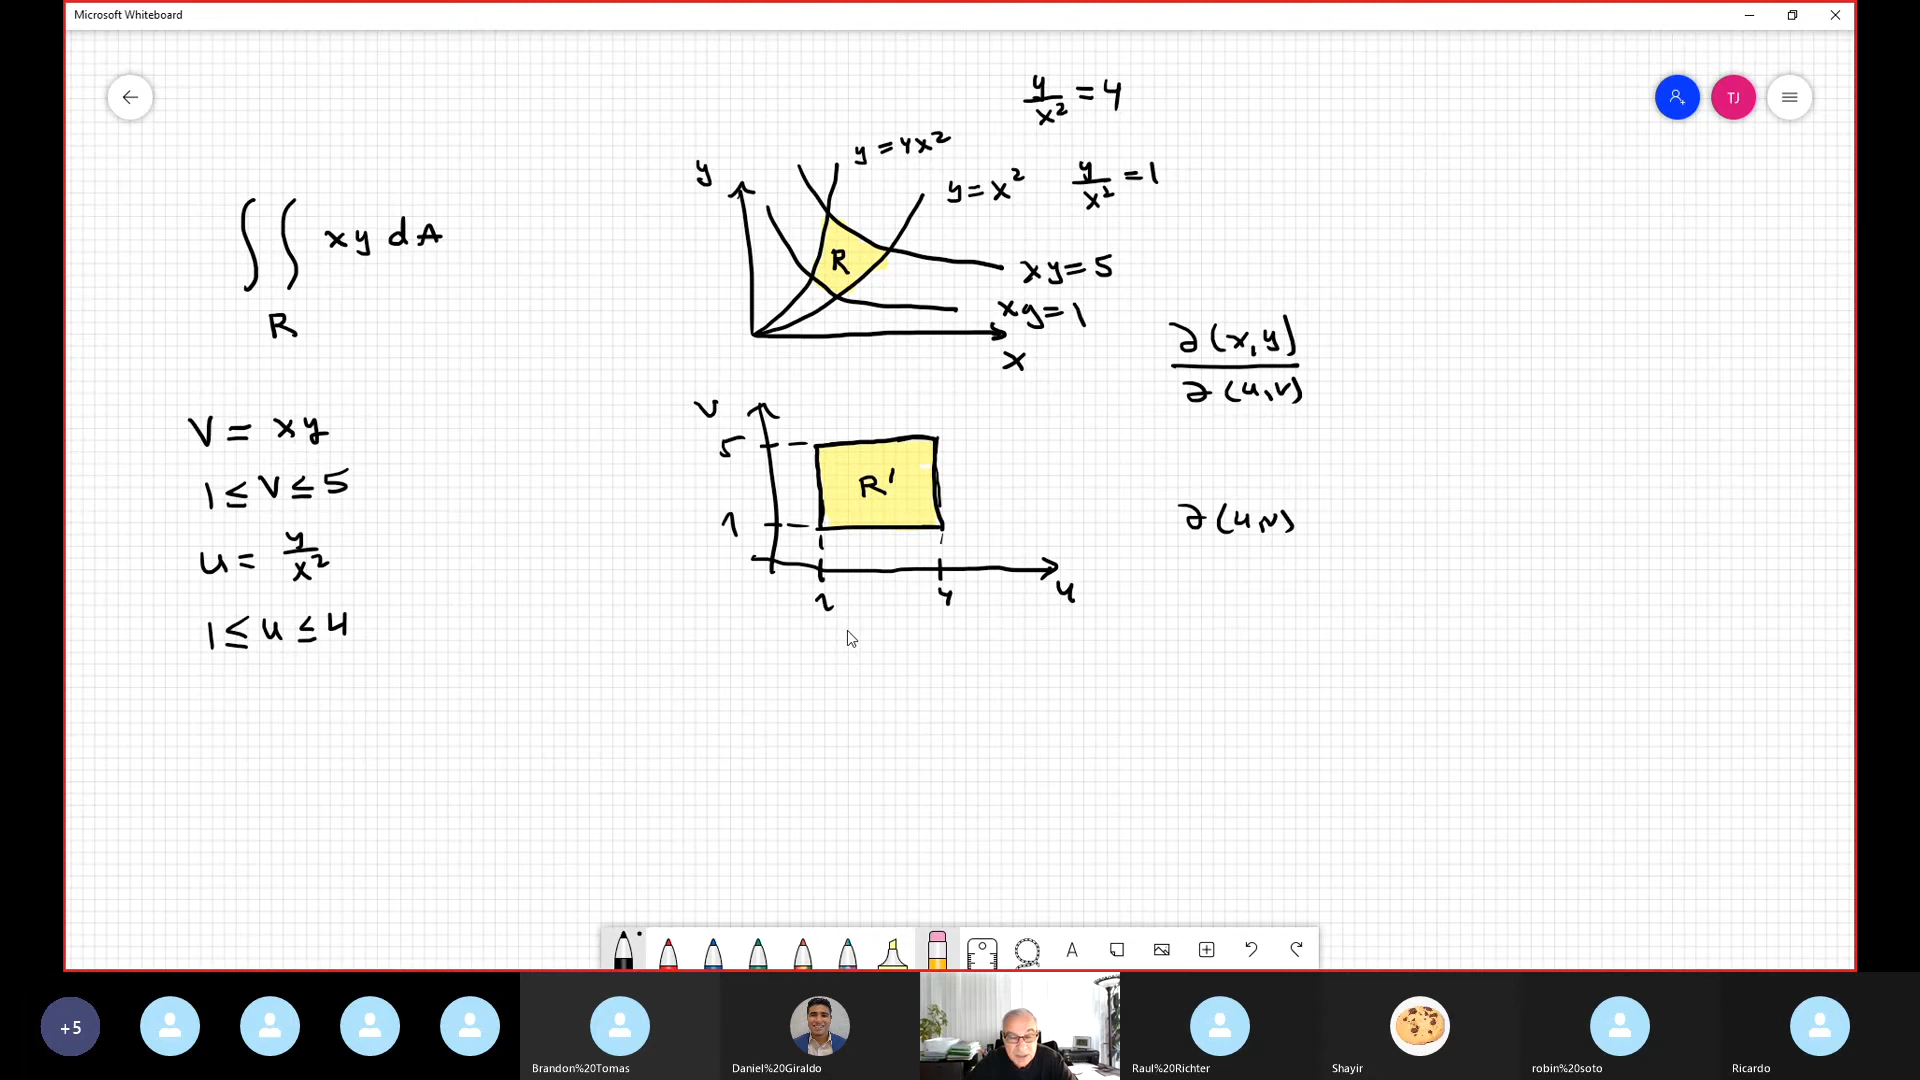 Microsoft Whiteboard
TJ
∫∫ xy dA
R
V = xy
1 ≤ V ≤ 5
u = y/x²
1 ≤ u ≤ 4
y/x² = 4
y = 4x²
y = x²
y/x² = 1
y
R
xy = 5
xy = 1
x
V
5
R'
1
1
4
u
∂(x,y)
∂(u,v)
∂(u,v)
A
+5
Brandon%20Tomas
Daniel%20Giraldo
Raul%20Richter
Shayir
robin%20soto
Ricardo